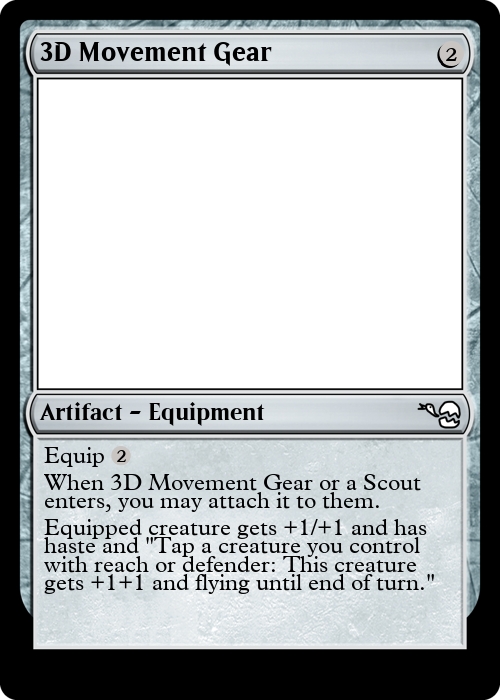 3D Movement Gear 2
Artifact - Equipment
Equip 2
When 3D Movement Gear or a Scout
enters, you may attach it to them.
Equipped creature gets +1/+1 and has
haste and "Tap a creature you control
with reach or defender: This creature
gets +1+1 and flying until end of turn."